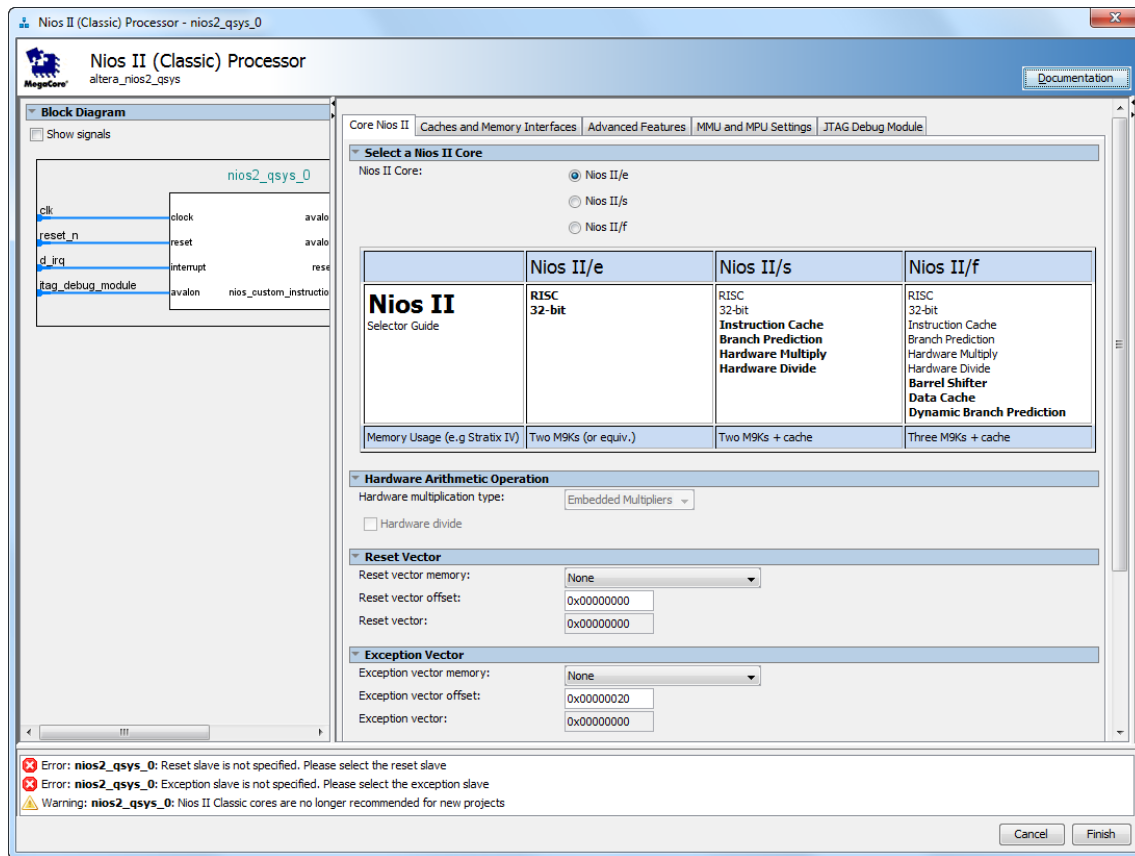 Nios II (Classic) Processor - nios2_qsys_0
Nios II (Classic) Processor
altera_nios2_qsys
MegaCore®
Documentation
Block Diagram
Show signals
nios2_qsys_0
clk
clock
avalo
reset_n
reset
avalo
d_irq
interrupt
rese
jtag_debug_module
avalon
nios_custom_instructio
Core Nios II
Caches and Memory Interfaces
Advanced Features
MMU and MPU Settings
JTAG Debug Module
Select a Nios II Core
Nios II Core:
Nios II/e
Nios II/s
Nios II/f
Nios II/e
Nios II/s
Nios II/f
Nios II
Selector Guide
RISC
32-bit
RISC
32-bit
Instruction Cache
Branch Prediction
Hardware Multiply
Hardware Divide
RISC
32-bit
Instruction Cache
Branch Prediction
Hardware Multiply
Hardware Divide
Barrel Shifter
Data Cache
Dynamic Branch Prediction
Memory Usage (e.g Stratix IV)
Two M9Ks (or equiv.)
Two M9Ks + cache
Three M9Ks + cache
Hardware Arithmetic Operation
Hardware multiplication type:
Embedded Multipliers
Hardware divide
Reset Vector
Reset vector memory:
None
Reset vector offset:
0x00000000
Reset vector:
0x00000000
Exception Vector
Exception vector memory:
None
Exception vector offset:
0x00000020
Exception vector:
0x00000000
Error: nios2_qsys_0: Reset slave is not specified. Please select the reset slave
Error: nios2_qsys_0: Exception slave is not specified. Please select the exception slave
Warning: nios2_qsys_0: Nios II Classic cores are no longer recommended for new projects
Cancel
Finish